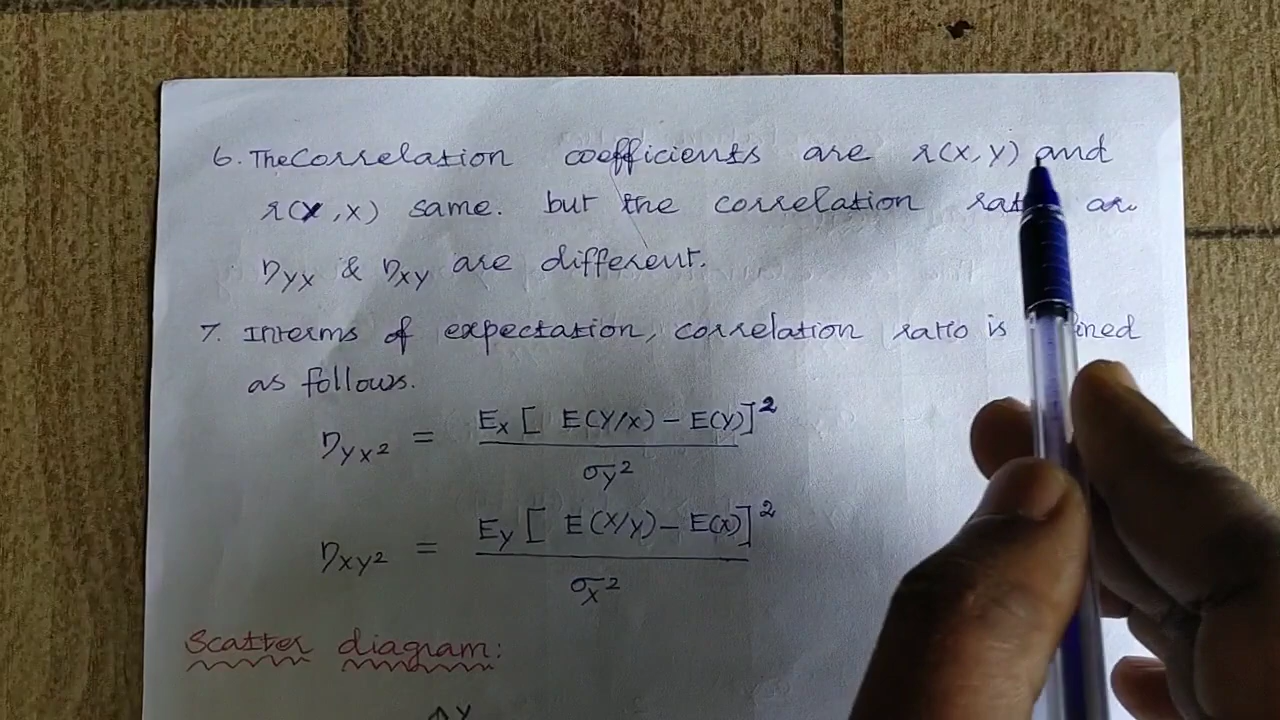 6. The correlation coefficients are r(x, y) and
r(Y, x) same. but the correlation are
ηyx & ηxy are different.
7. Interms of expectation, correlation ratio is
as follows.
ηyx² = Ex [ E(Y/x) – E(y)]² / σy²
ηxy² = Ey [ E(X/y) – E(x)]² / σx²
Scatter diagram:
Y